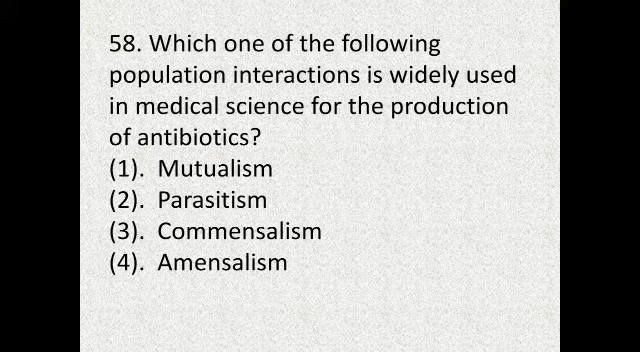 58. Which one of the following
population interactions is widely used
in medical science for the production
of antibiotics?
(1).  Mutualism
(2).  Parasitism
(3).  Commensalism
(4).  Amensalism